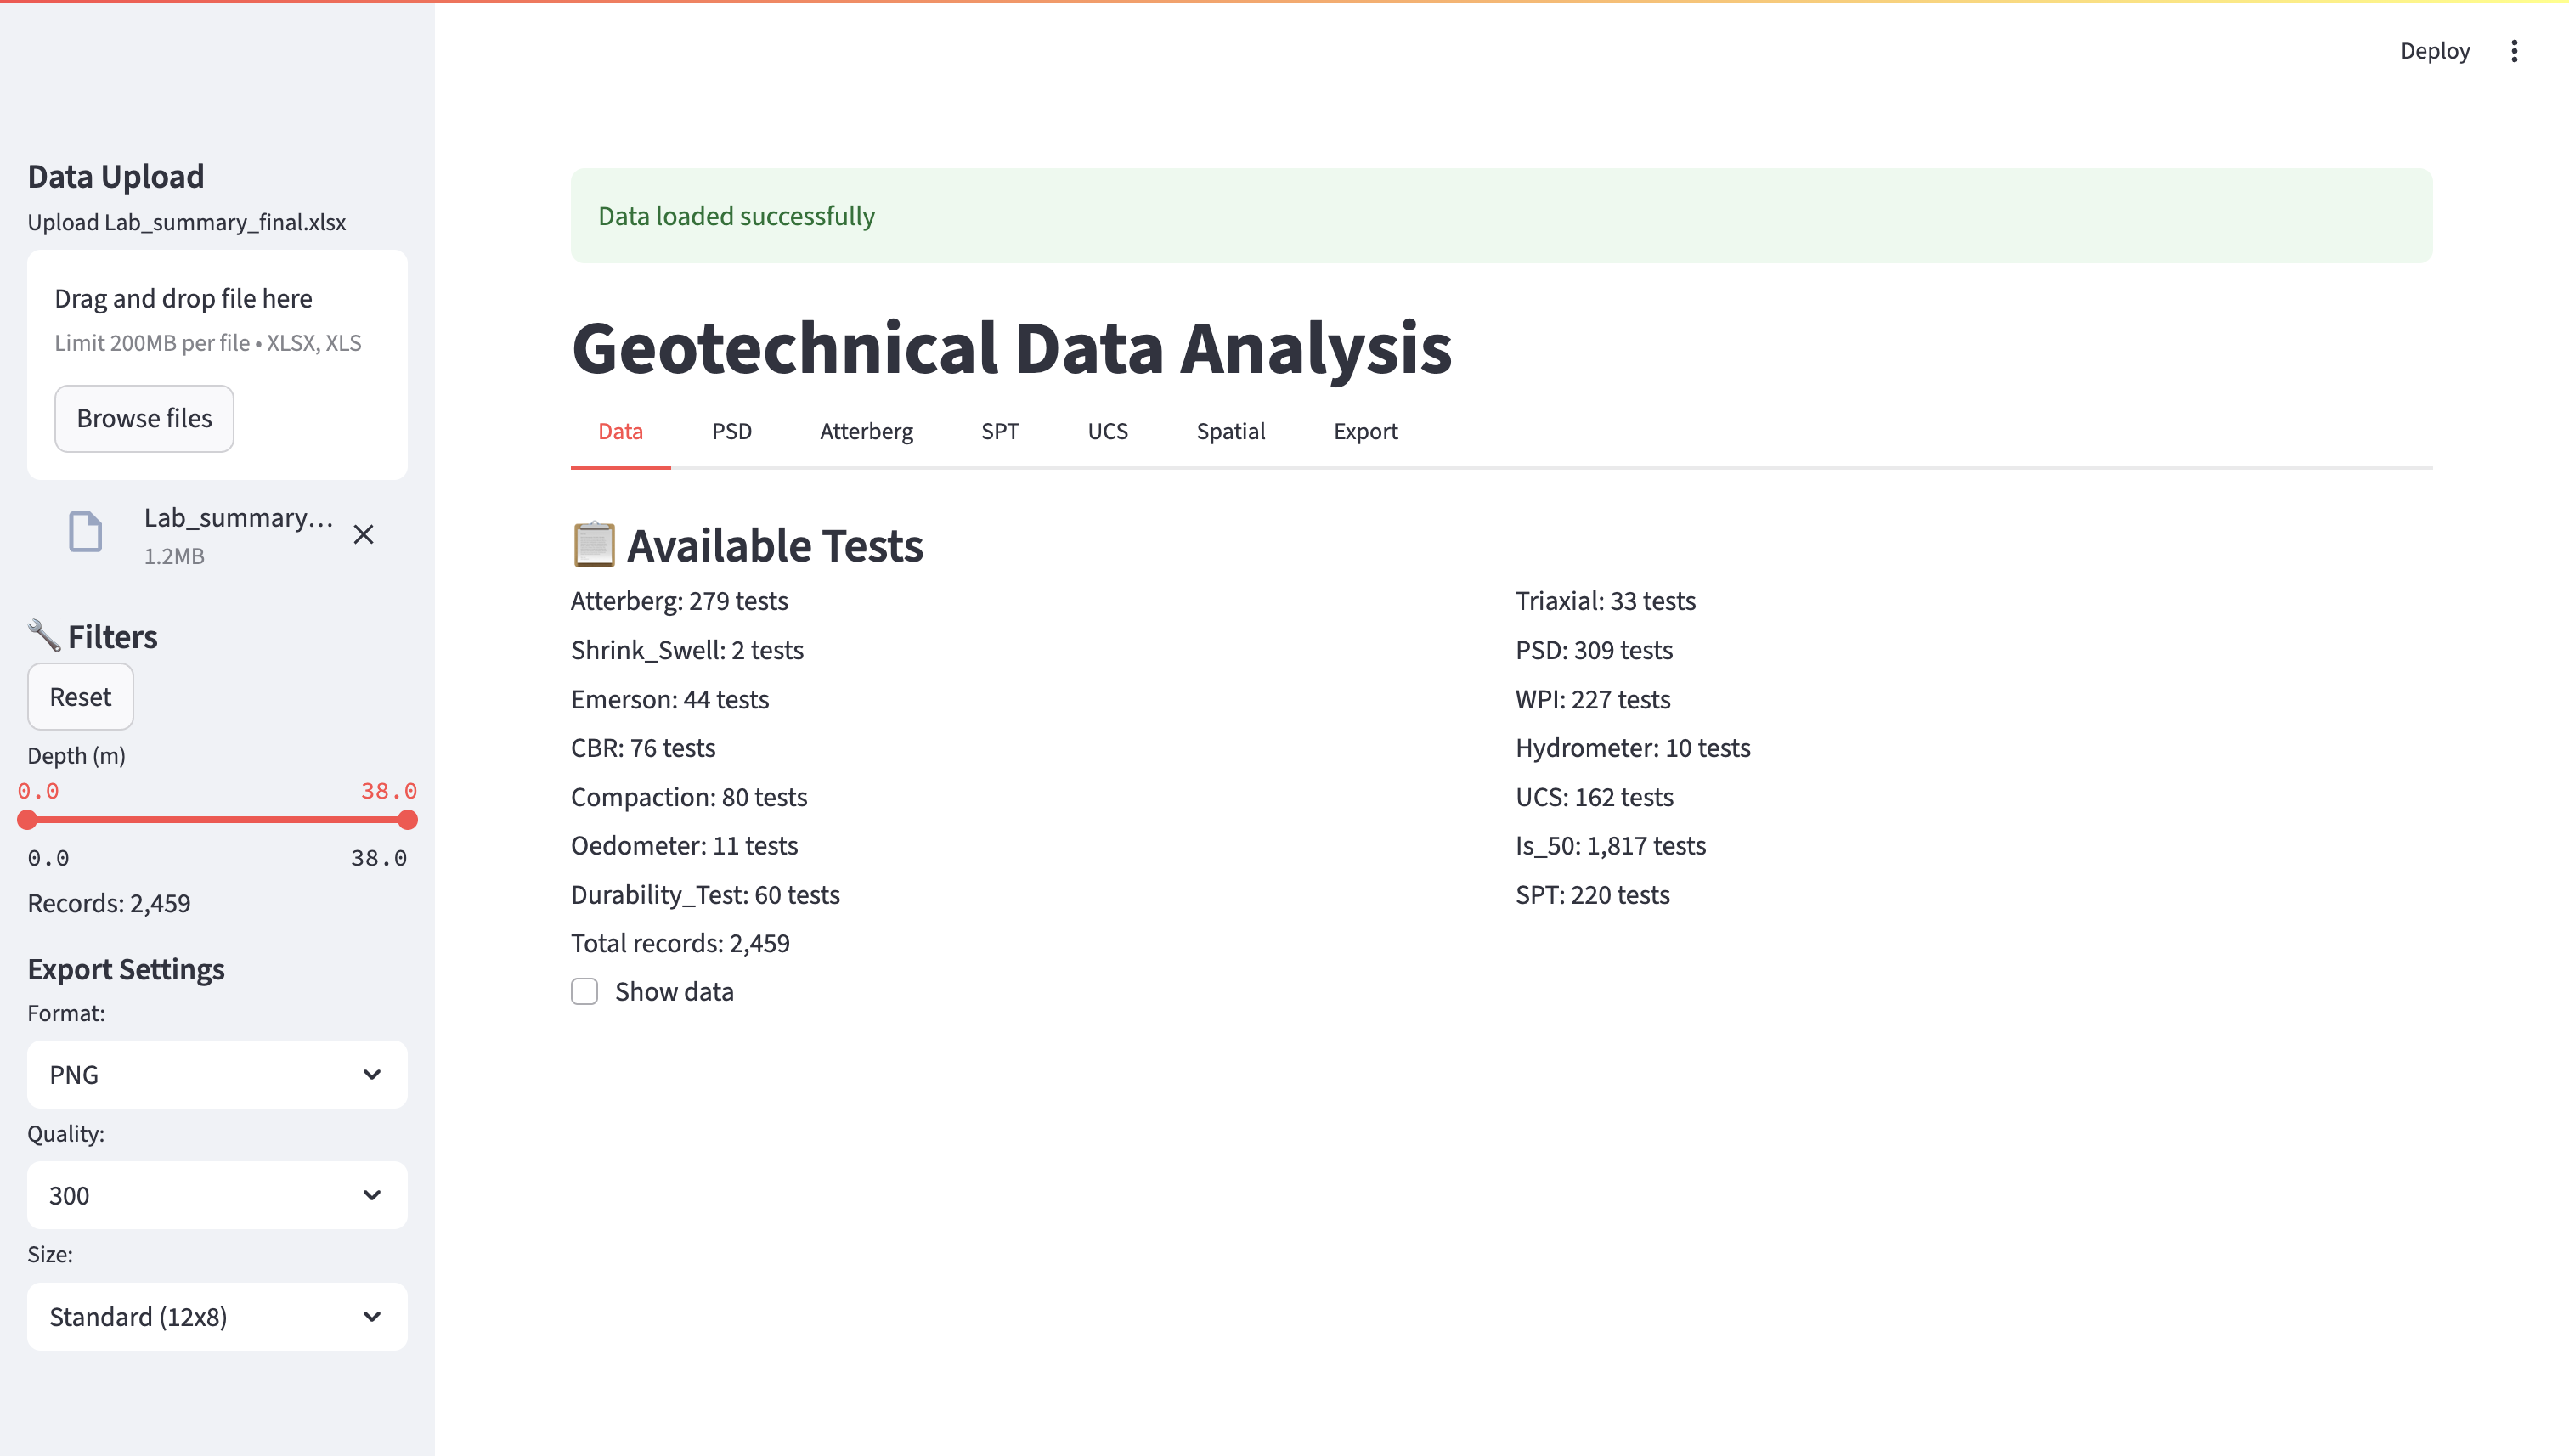 Deploy
Data Upload
Upload Lab_summary_final.xlsx
Drag and drop file here
Limit 200MB per file • XLSX, XLS
Browse files
Lab_summary...
1.2MB
Filters
Reset
Depth (m)
0.0 38.0
0.0 38.0
Records: 2,459
Export Settings
Format:
PNG
Quality:
300
Size:
Standard (12x8)
Data loaded successfully
Geotechnical Data Analysis
Data PSD Atterberg SPT UCS Spatial Export
Available Tests
Atterberg: 279 tests
Shrink_Swell: 2 tests
Emerson: 44 tests
CBR: 76 tests
Compaction: 80 tests
Oedometer: 11 tests
Durability_Test: 60 tests
Triaxial: 33 tests
PSD: 309 tests
WPI: 227 tests
Hydrometer: 10 tests
UCS: 162 tests
Is_50: 1,817 tests
SPT: 220 tests
Total records: 2,459
Show data